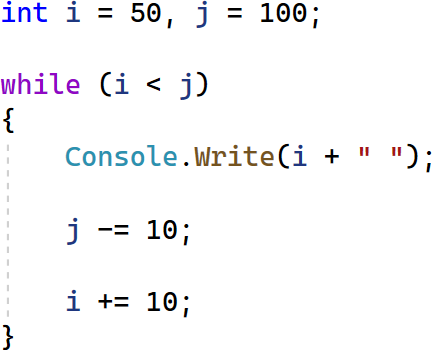 int i = 50, j = 100;
while (i < j)
{
Console.Write(i + " ");
j -= 10;
i += 10;
}